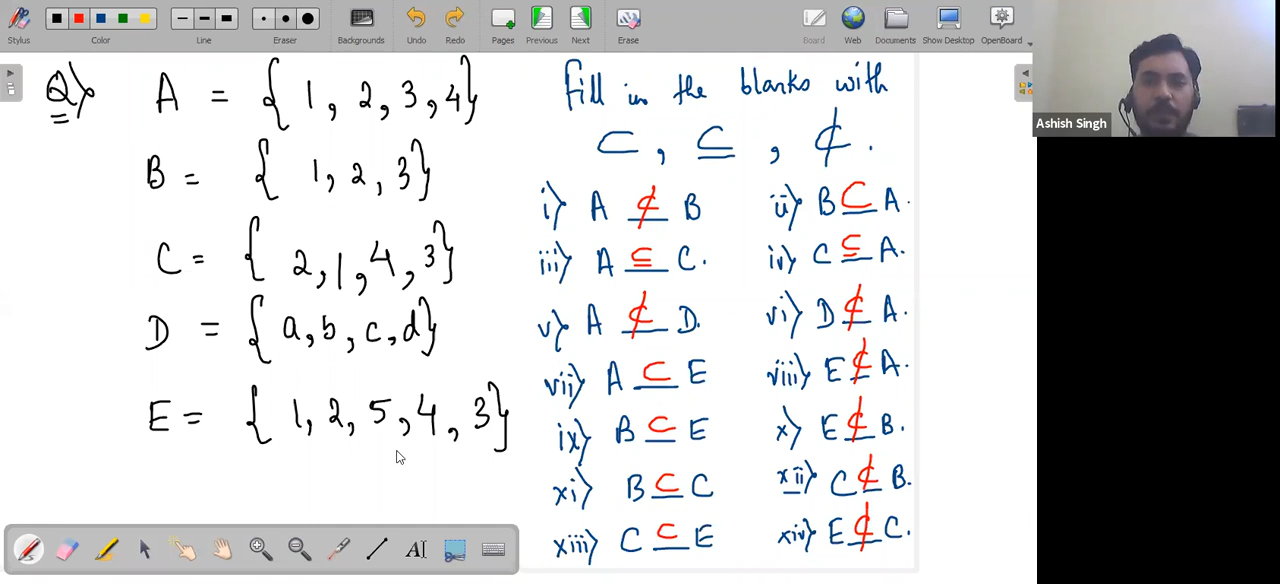 Stylus Color Line Eraser Backgrounds Undo Redo Pages Previous Next Erase Board Web Documents Show Desktop OpenBoard
Ashish Singh
Q> A = { 1, 2, 3, 4}
B = { 1, 2, 3}
C = { 2, 1, 4, 3}
D = { a, b, c, d}
E = { 1, 2, 5, 4, 3}
fill in the blanks with
⊂ , ⊆ , ⊄ .
i> A ⊄ B ii> B ⊂ A.
iii> A ⊆ C. iv> C ⊆ A.
v> A ⊄ D. vi> D ⊄ A.
vii> A ⊂ E viii> E ⊄ A.
ix> B ⊂ E x> E ⊄ B.
xi> B ⊂ C xii> C ⊄ B.
xiii> C ⊂ E xiv> E ⊄ C.
AI